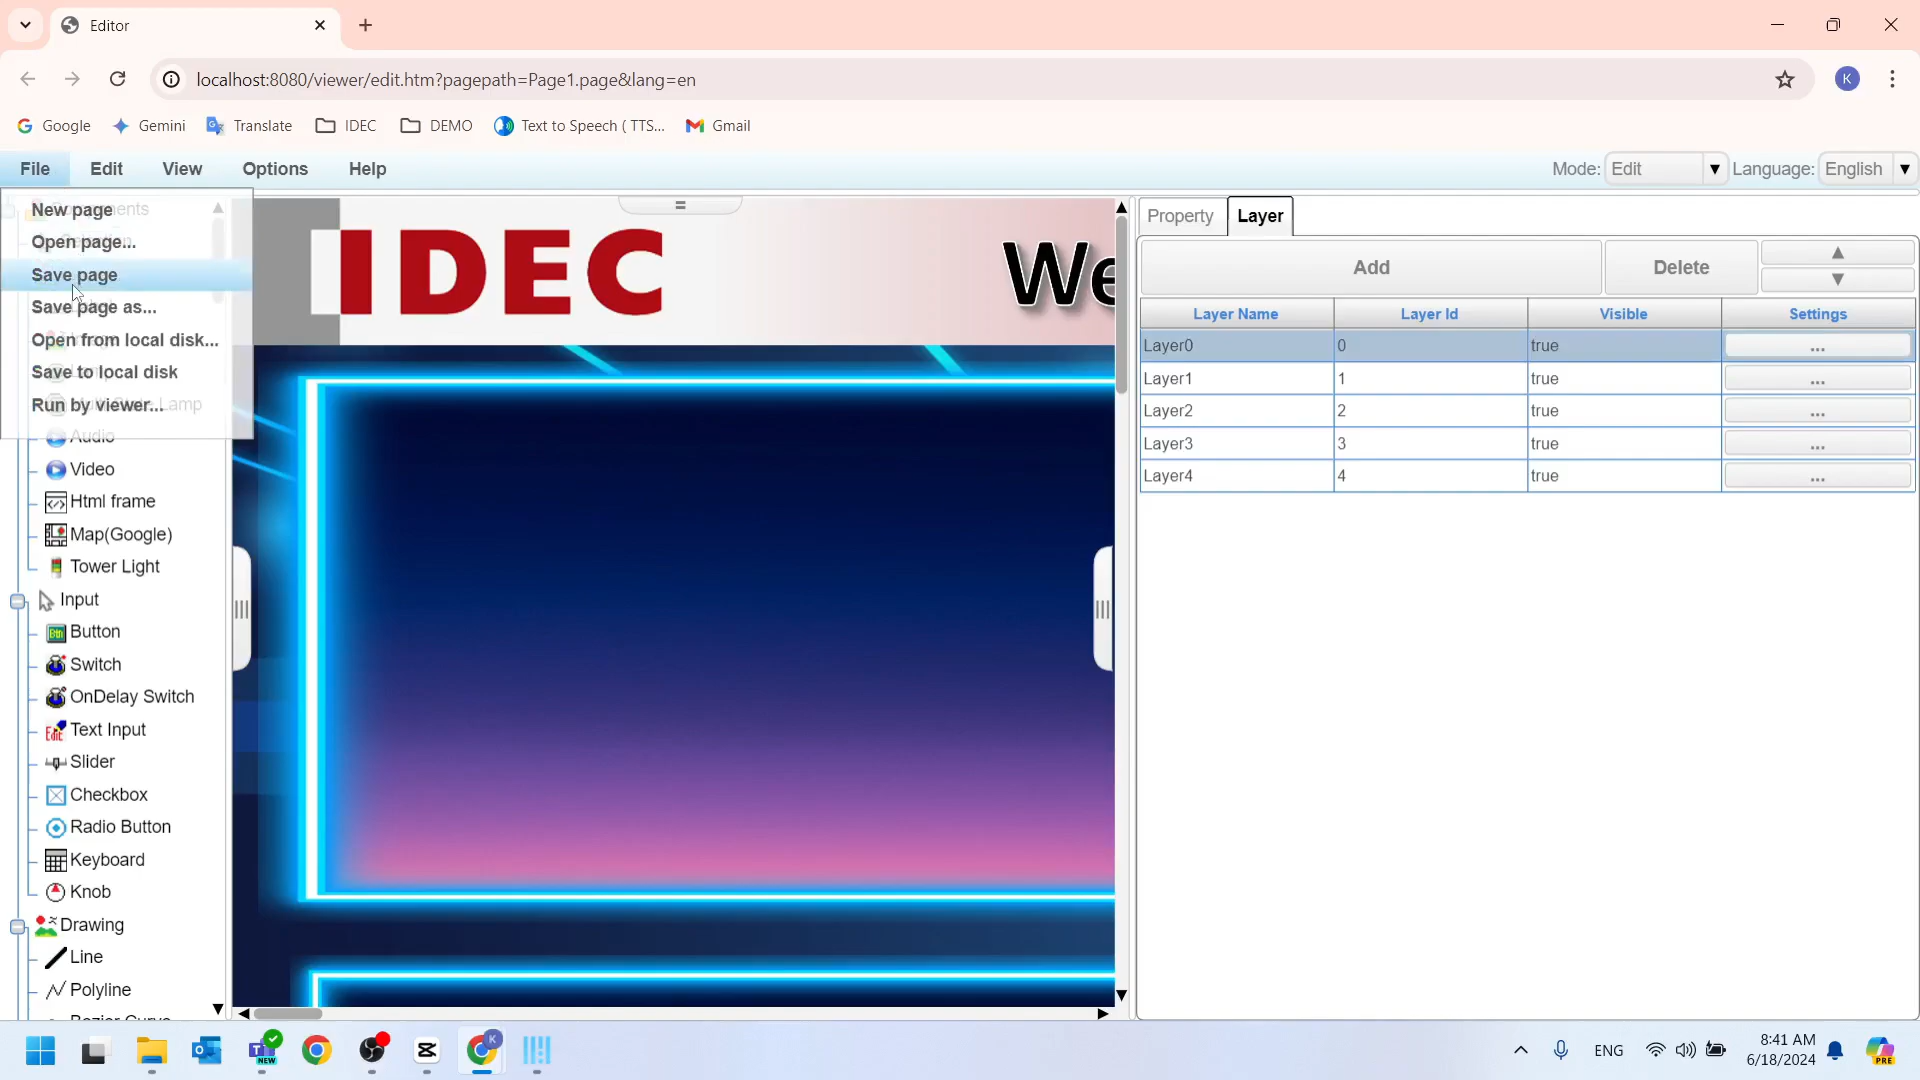 Editor
localhost:8080/viewer/edit.htm?pagepath=Page1.page&lang=en
K
Google Gemini Translate IDEC DEMO Text to Speech ( TTS... Gmail
File Edit View Options Help Mode: Edit Language: English
New page
Open page...
Save page
Save page as...
Open from local disk...
Save to local disk
Run by viewer...
Audio
Video
Html frame
Map(Google)
Tower Light
Input
Button
Switch
OnDelay Switch
Text Input
Slider
Checkbox
Radio Button
Keyboard
Knob
Drawing
Line
Polyline
Bezier Curve
IDEC We
Property Layer
Add Delete
Layer Name Layer Id Visible Settings
Layer0 0 true ...
Layer1 1 true ...
Layer2 2 true ...
Layer3 3 true ...
Layer4 4 true ...
NEW K ENG 8:41 AM
6/18/2024
PRE